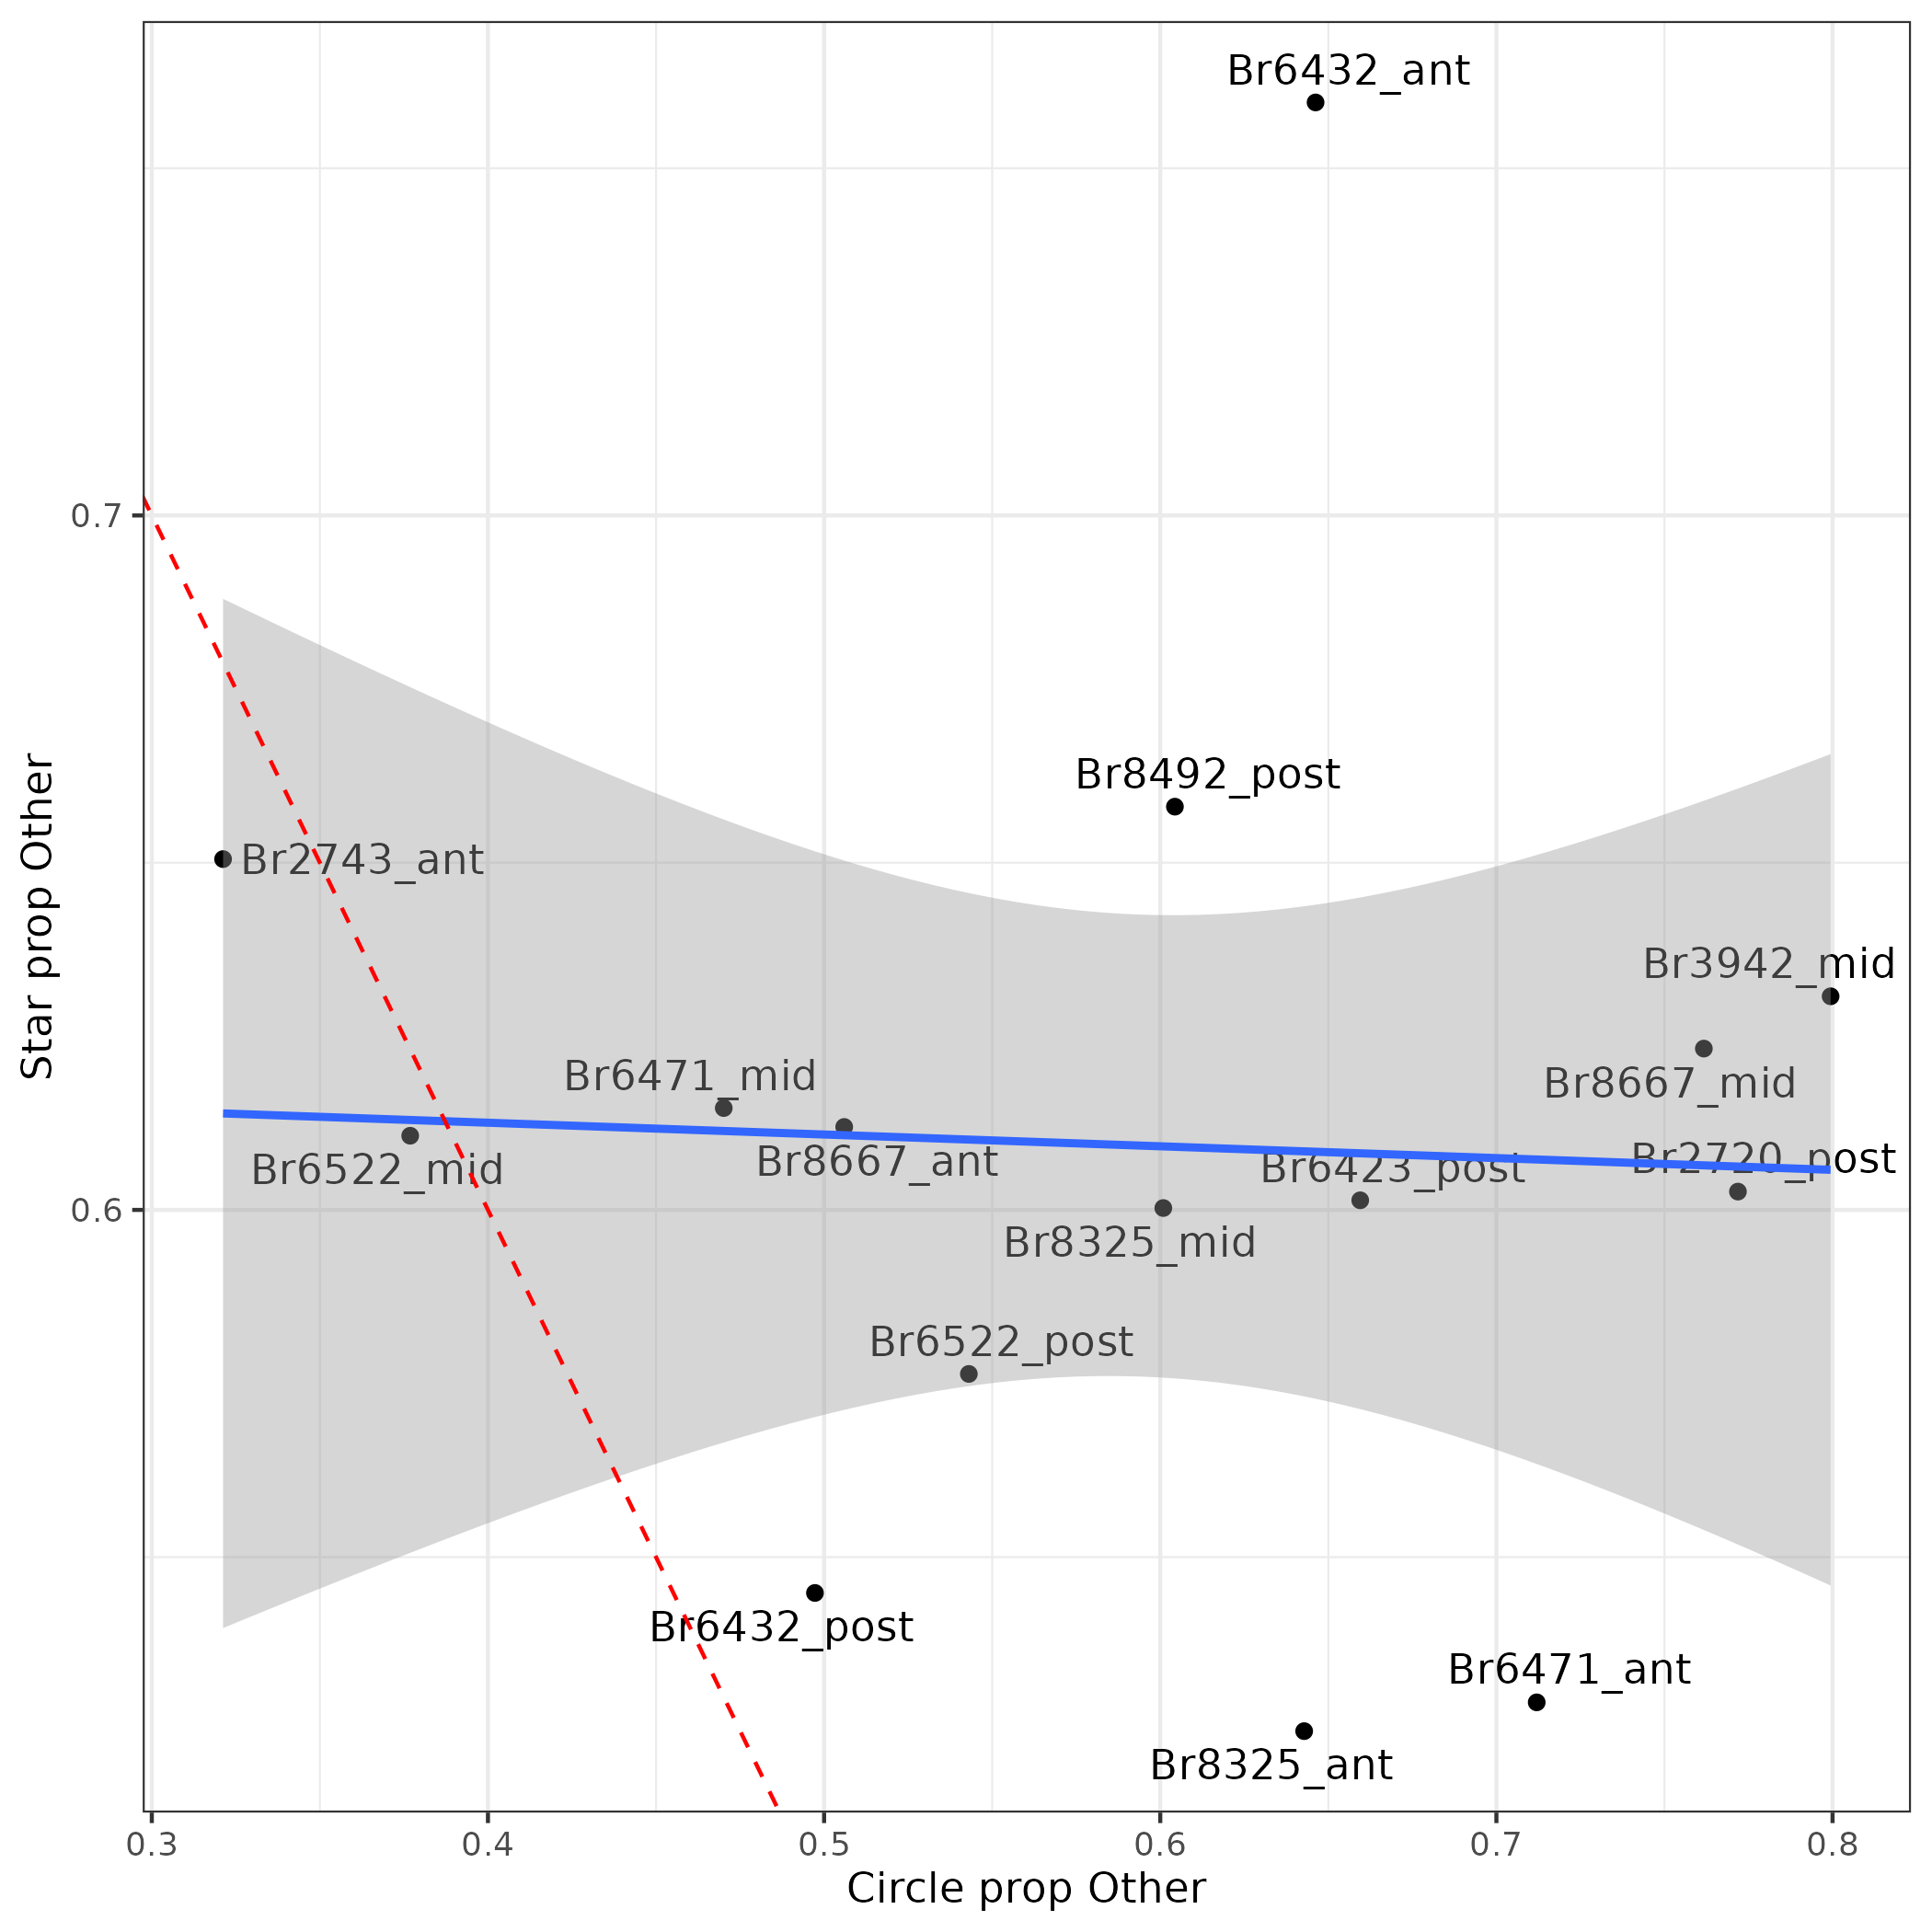 Br6432_ant
0.7
Br8492_post
Br2743_ant
Br3942_mid
Br6471_mid
Br8667_mid
Br8667_ant
Br2720_post
Br6522_mid
Br6423_post
0.6
Br8325_mid
Br6522_post
Br6432_post
Br6471_ant
Br8325_ant
0.3 0.4 0.5 0.6 0.7 0.8
Circle prop Other
Star prop Other